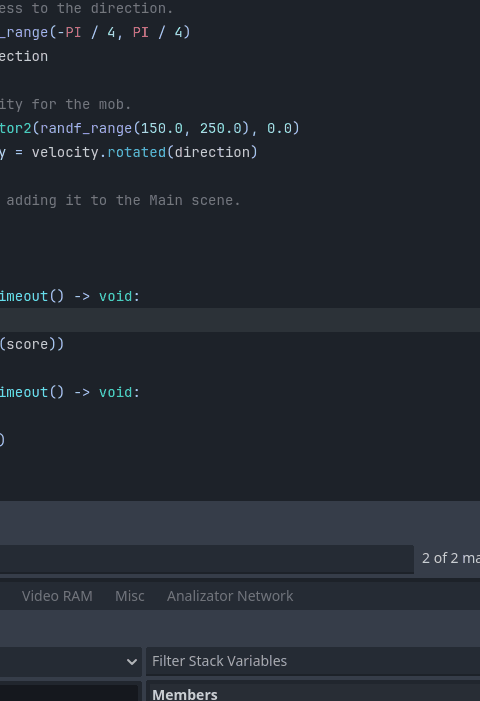 ess to the direction.
_range(-PI / 4, PI / 4)
ection
ity for the mob.
tor2(randf_range(150.0, 250.0), 0.0)
y = velocity.rotated(direction)
adding it to the Main scene.
imeout() -> void:
(score))
imeout() -> void:
)
2 of 2 ma
Video RAM Misc Analizator Network
Filter Stack Variables
Members